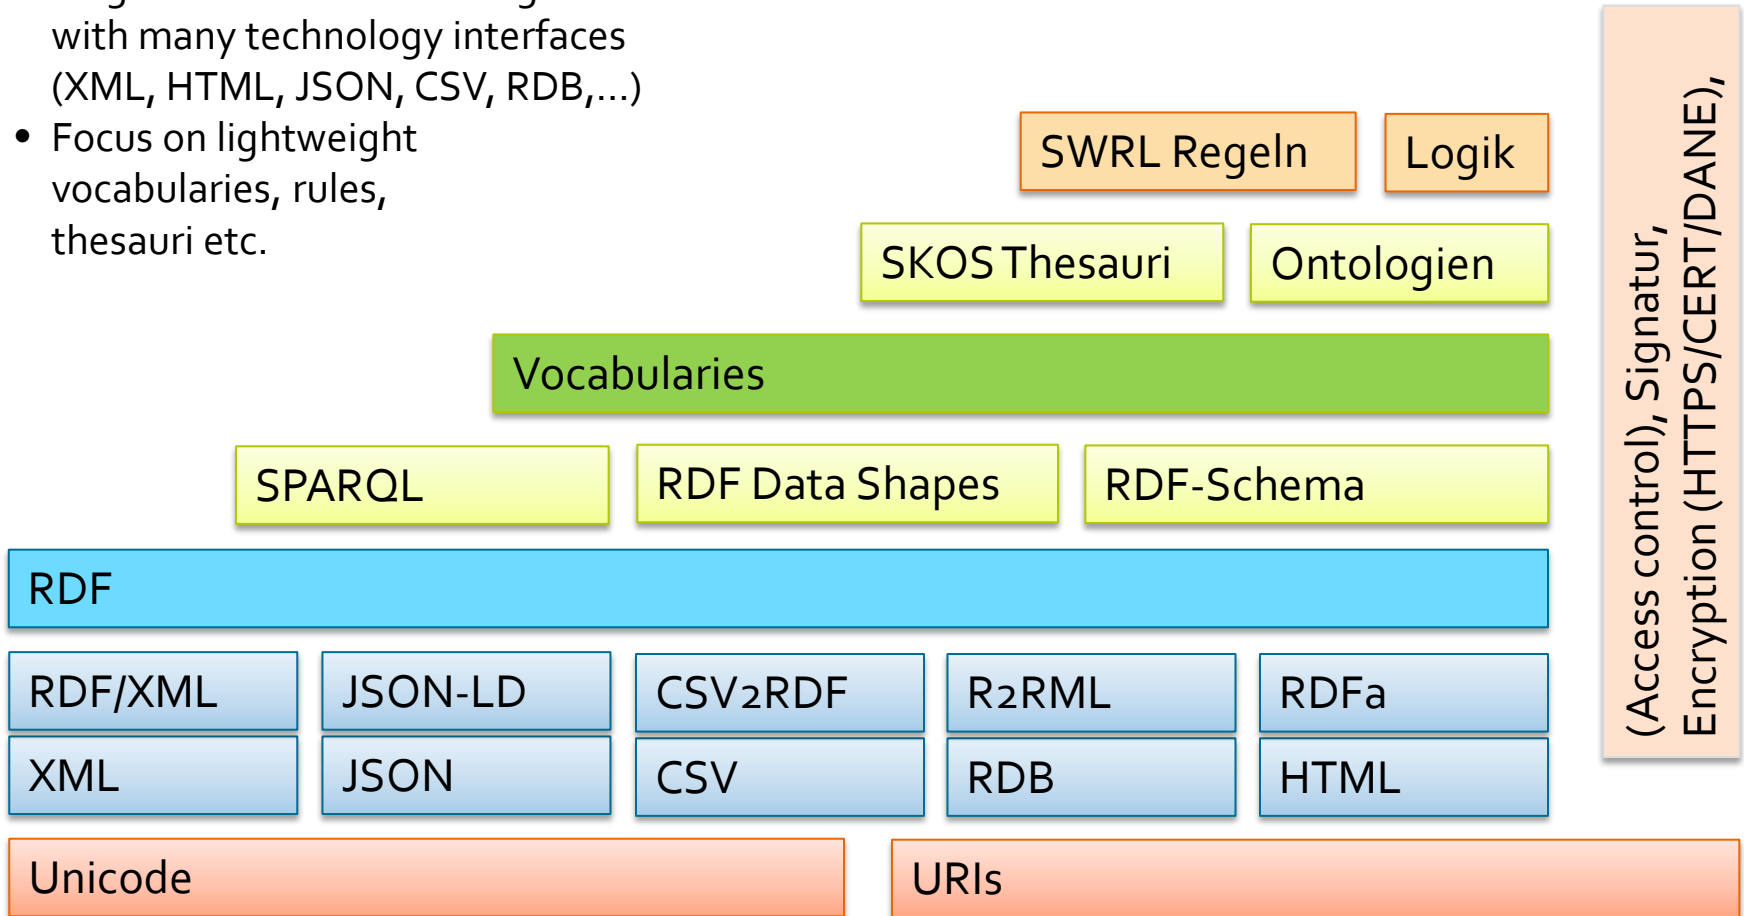 with many technology interfaces
(XML, HTML, JSON, CSV, RDB,...)
• Focus on lightweight
vocabularies, rules,
thesauri etc.
SWRL Regeln
Logik
SKOS Thesauri
Ontologien
Vocabularies
SPARQL
RDF Data Shapes
RDF-Schema
RDF
RDF/XML
JSON-LD
CSV2RDF
R2RML
RDFa
XML
JSON
CSV
RDB
HTML
Unicode
URIs
(Access control), Signatur,
Encryption (HTTPS/CERT/DANE),